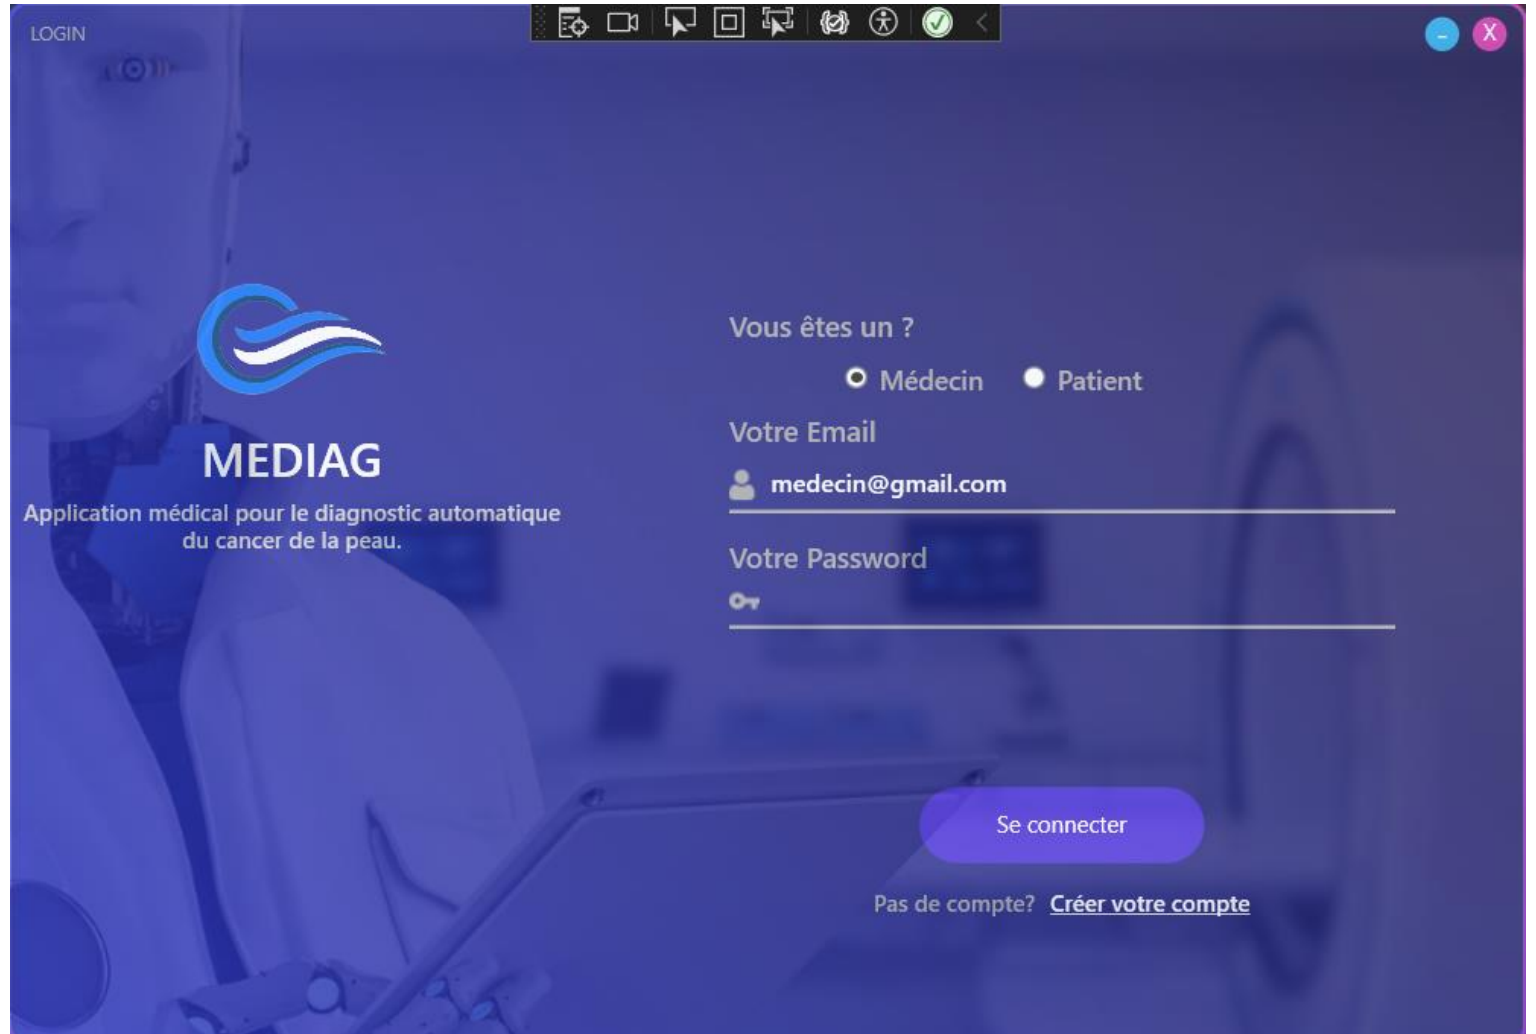 LOGIN
-
X
MEDIAG
Application médical pour le diagnostic automatique
du cancer de la peau.
Vous êtes un ?
Médecin Patient
Votre Email
medecin@gmail.com
Votre Password
Se connecter
Pas de compte? Créer votre compte